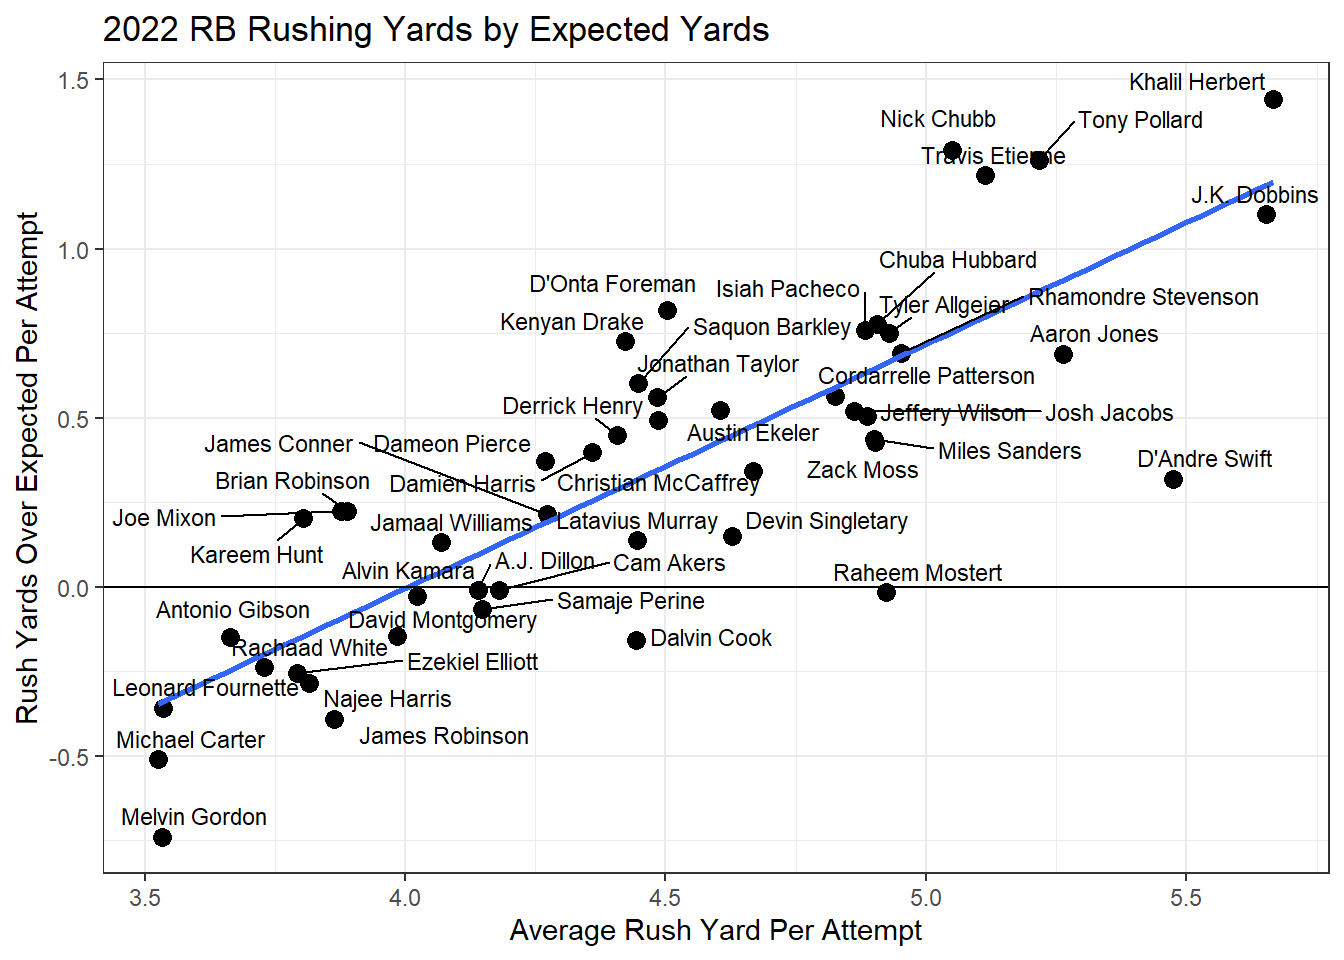 2022 RB Rushing Yards by Expected Yards
Rush Yards Over Expected Per Attempt
1.5
1.0
0.5
0.0
-0.5
Khalil Herbert
Nick Chubb
Tony Pollard
Travis Etienne
J.K. Dobbins
Chuba Hubbard
D'Onta Foreman
Isiah Pacheco
Rhamondre Stevenson
Tyler Allgeier
Kenyan Drake
Saquon Barkley
Aaron Jones
Jonathan Taylor
Cordarrelle Patterson
Derrick Henry
Jeffery Wilson
Josh Jacobs
Austin Ekeler
James Conner
Dameon Pierce
Miles Sanders
D'Andre Swift
Zack Moss
Brian Robinson
Damien Harris
Christian McCaffrey
Joe Mixon
Jamaal Williams
Latavius Murray
Devin Singletary
Kareem Hunt
A.J. Dillon
Cam Akers
Alvin Kamara
Raheem Mostert
Antonio Gibson
Samaje Perine
David Montgomery
Dalvin Cook
Rachaad White
Ezekiel Elliott
Leonard Fournette
Najee Harris
James Robinson
Michael Carter
Melvin Gordon
3.5
4.0
4.5
5.0
5.5
Average Rush Yard Per Attempt